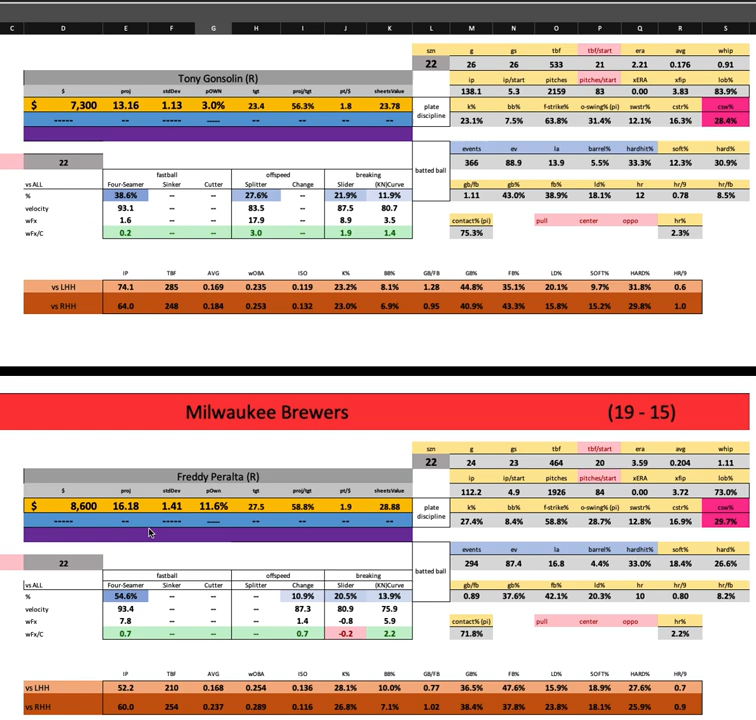 C D E F G H I J K L M N O P Q R S
szn g gs tbf tbf/start era avg whip
22 26 26 533 21 2.21 0.176 0.91
Tony Gonsolin (R)
ip ip/start pitches pitches/start xERA xfip lob%
138.1 5.3 2159 83 0.00 3.83 83.9%
$ proj stdDev pOWN tgt proj/tgt pt/$ sheetsValue
$ 7,300 13.16 1.13 3.0% 23.4 56.3% 1.8 23.78
plate discipline
k% bb% f-strike% o-swing% (pi) swstr% cstr% csw%
----- -- ----- ---- -- -- -- --
23.1% 7.5% 63.8% 31.4% 12.1% 16.3% 28.4%
events ev la barrel% hardhit% soft% hard%
22
366 88.9 13.9 5.5% 33.3% 12.3% 30.9%
batted ball
fastball offspeed breaking
vsALL Four-Seamer Sinker Cutter Splitter Change Slider (KN)Curve
gb/fb gb% fb% ld% hr hr/9 hr/fb
% 38.6% -- -- 27.6% -- 21.9% 11.9%
1.11 43.0% 38.9% 18.1% 12 0.78 8.5%
velocity 93.1 -- -- 83.5 -- 87.5 80.7
wFx 1.6 -- -- 17.9 -- 8.9 3.5
contact% (pi) pull center oppo hr%
wFx/C 0.2 -- -- 3.0 -- 1.9 1.4
75.3% 2.3%
IP TBF AVG wOBA ISO K% BB% GB/FB GB% FB% LD% SOFT% HARD% HR/9
vs LHH 74.1 285 0.169 0.235 0.119 23.2% 8.1% 1.28 44.8% 35.1% 20.1% 9.7% 31.8% 0.6
vs RHH 64.0 248 0.184 0.253 0.132 23.0% 6.9% 0.95 40.9% 43.3% 15.8% 15.2% 29.8% 1.0
Milwaukee Brewers (19 - 15)
szn g gs tbf tbf/start era avg whip
22 24 23 464 20 3.59 0.204 1.11
Freddy Peralta (R)
ip ip/start pitches pitches/start xERA xfip lob%
112.2 4.9 1926 84 0.00 3.72 73.0%
$ proj stdDev pOwn tgt proj/tgt pt/$ sheetsValue
$ 8,600 16.18 1.41 11.6% 27.5 58.8% 1.9 28.88
plate discipline
k% bb% f-strike% o-swing% (pi) swstr% cstr% csw%
----- -- ----- ---- -- -- -- --
27.4% 8.4% 58.8% 28.7% 12.8% 16.9% 29.7%
events ev la barrel% hardhit% soft% hard%
22
294 87.4 16.8 4.4% 33.0% 18.4% 26.6%
batted ball
fastball offspeed breaking
vsALL Four-Seamer Sinker Cutter Splitter Change Slider (KN)Curve
gb/fb gb% fb% ld% hr hr/9 hr/fb
% 54.6% -- -- -- 10.9% 20.5% 13.9%
0.89 37.6% 42.1% 20.3% 10 0.80 8.2%
velocity 93.4 -- -- -- 87.3 80.9 75.9
wFx 7.8 -- -- -- 1.4 -0.8 5.9
contact% (pi) pull center oppo hr%
wFx/C 0.7 -- -- -- 0.7 -0.2 2.2
71.8% 2.2%
IP TBF AVG wOBA ISO K% BB% GB/FB GB% FB% LD% SOFT% HARD% HR/9
vs LHH 52.2 210 0.168 0.254 0.136 28.1% 10.0% 0.77 36.5% 47.6% 15.9% 18.9% 27.6% 0.7
vs RHH 60.0 254 0.237 0.289 0.116 26.8% 7.1% 1.02 38.4% 37.8% 23.8% 18.1% 25.9% 0.9